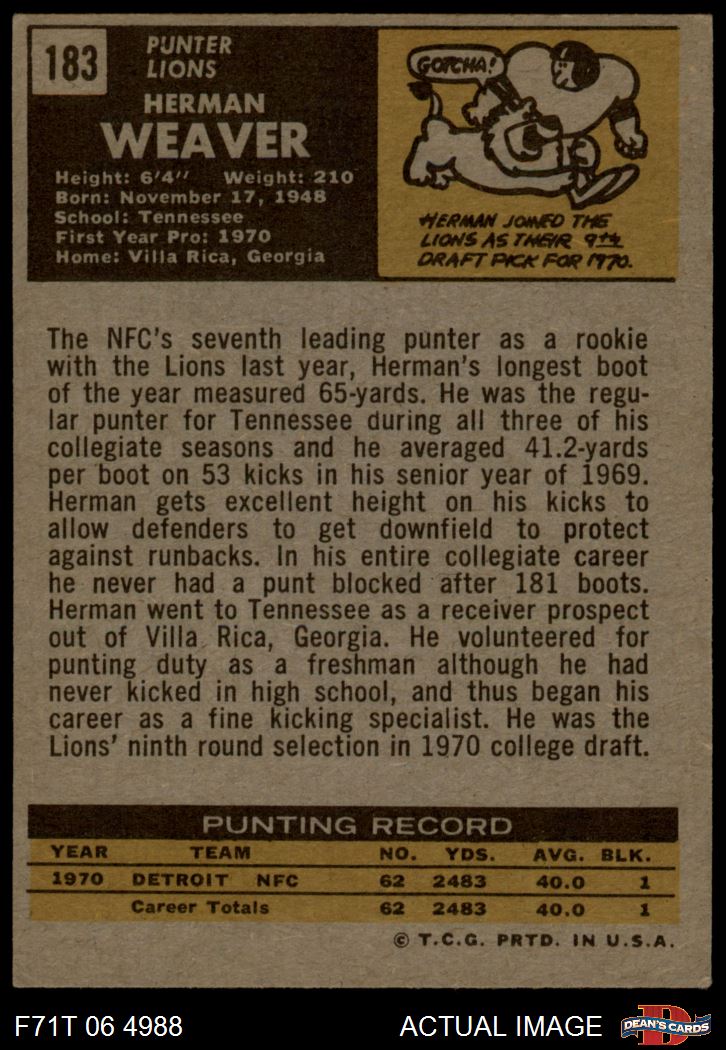 183
PUNTER
LIONS
HERMAN
WEAVER
Height: 6'4" Weight: 210
Born: November 17, 1948
School: Tennessee
First Year Pro: 1970
Home: Villa Rica, Georgia
GOTCHA!
HERMAN JOINED THE
LIONS AS THEIR 9TH
DRAFT PICK FOR 1970.
The NFC's seventh leading punter as a rookie
with the Lions last year, Herman's longest boot
of the year measured 65-yards. He was the regu-
lar punter for Tennessee during all three of his
collegiate seasons and he averaged 41.2-yards
per boot on 53 kicks in his senior year of 1969.
Herman gets excellent height on his kicks to
allow defenders to get downfield to protect
against runbacks. In his entire collegiate career
he never had a punt blocked after 181 boots.
Herman went to Tennessee as a receiver prospect
out of Villa Rica, Georgia. He volunteered for
punting duty as a freshman although he had
never kicked in high school, and thus began his
career as a fine kicking specialist. He was the
Lions' ninth round selection in 1970 college draft.
PUNTING RECORD
YEAR TEAM NO. YDS. AVG. BLK.
1970 DETROIT NFC 62 2483 40.0 1
Career Totals 62 2483 40.0 1
© T.C.G. PRTD. IN U.S.A.
F71T 06 4988 ACTUAL IMAGE
D
DEAN'S CARDS